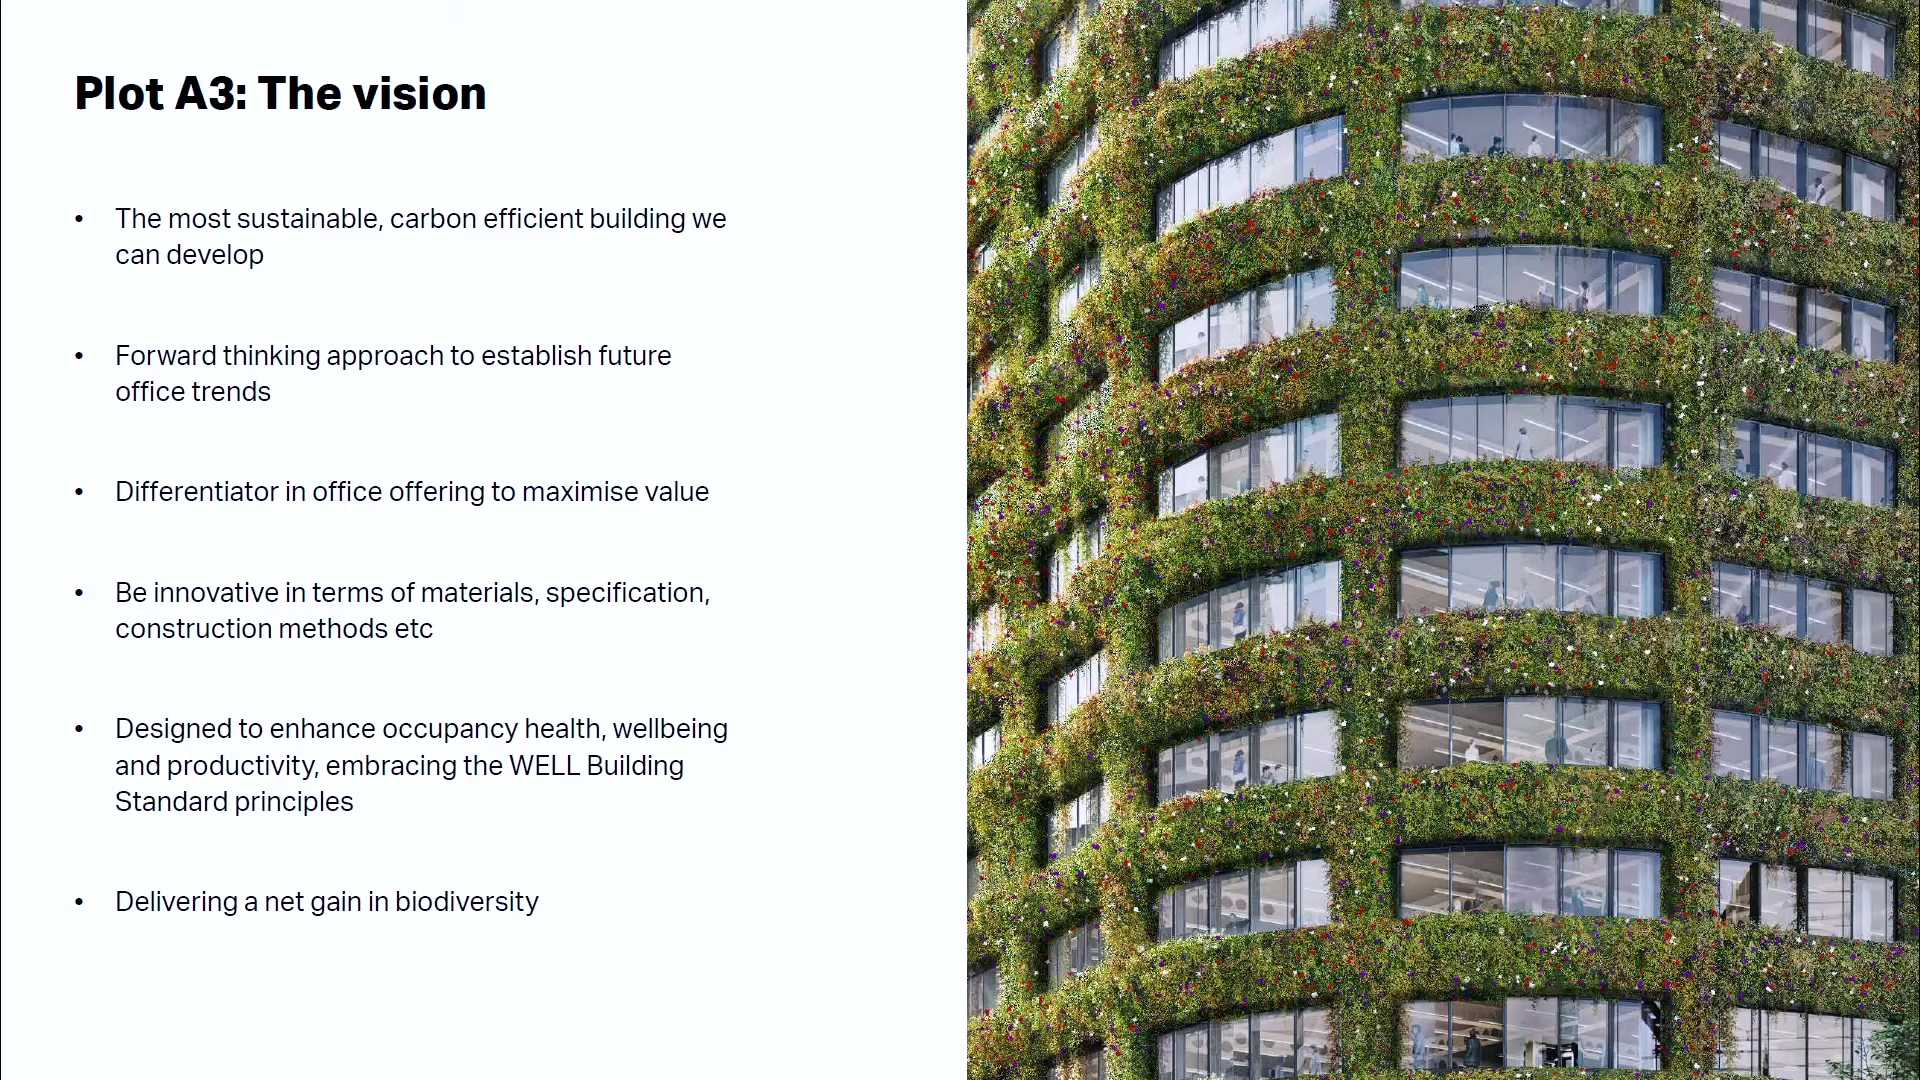 Plot A3: The vision
• The most sustainable, carbon efficient building we
can develop
• Forward thinking approach to establish future
office trends
• Differentiator in office offering to maximise value
• Be innovative in terms of materials, specification,
construction methods etc
• Designed to enhance occupancy health, wellbeing
and productivity, embracing the WELL Building
Standard principles
• Delivering a net gain in biodiversity